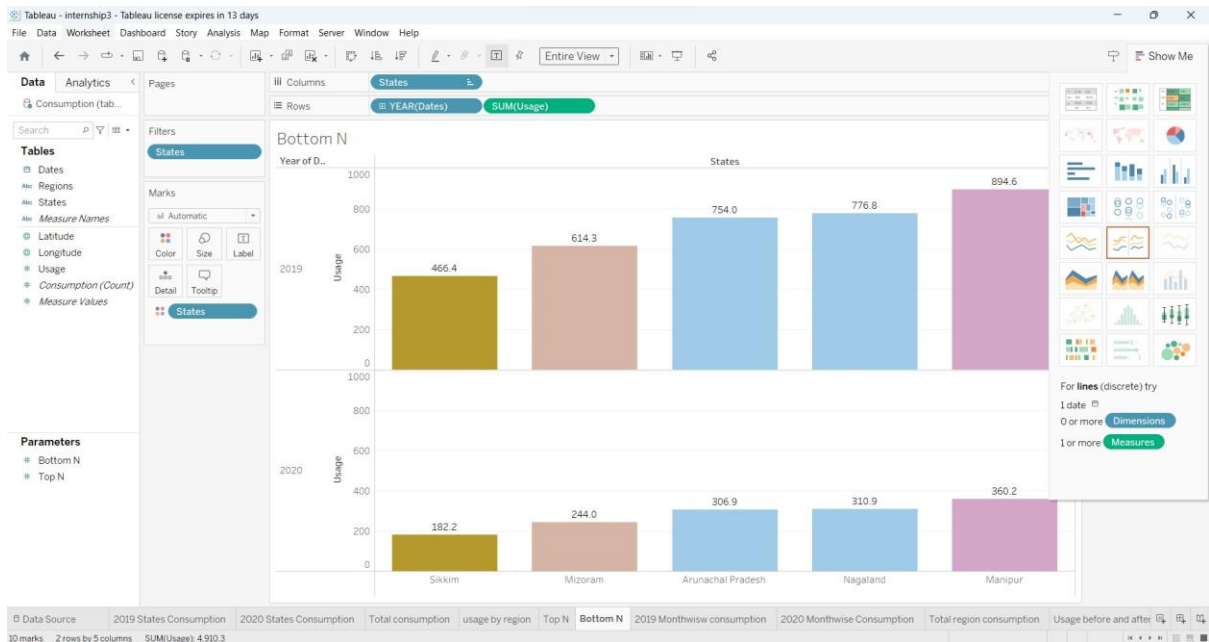 Tableau - internship3 - Tableau license expires in 13 days
File Data Worksheet Dashboard Story Analysis Map Format Server Window Help
Entire View
Show Me
Data Analytics
Consumption (tab...
Search
Tables
Dates
Abc Regions
Abc States
Abc Measure Names
# Latitude
# Longitude
# Usage
# Consumption (Count)
# Measure Values
Parameters
# Bottom N
# Top N
Pages
Filters
States
Marks
Automatic
Color Size Label
Detail Tooltip
States
iii Columns States
Rows YEAR(Dates) SUM(Usage)
Bottom N
Year of D.. States
2019
Usage
1000
800
600
400
200
0
466.4
614.3
754.0
776.8
894.6
2020
Usage
1000
800
600
400
200
0
182.2
244.0
306.9
310.9
360.2
Sikkim Mizoram Arunachal Pradesh Nagaland Manipur
For lines (discrete) try
1 date
0 or more Dimensions
1 or more Measures
Data Source 2019 States Consumption 2020 States Consumption Total consumption usage by region Top N Bottom N 2019 Monthwisw consumption 2020 Monthwise Consumption Total region consumption Usage before and after
10 marks 2 rows by 5 columns SUM(Usage): 4,910.3